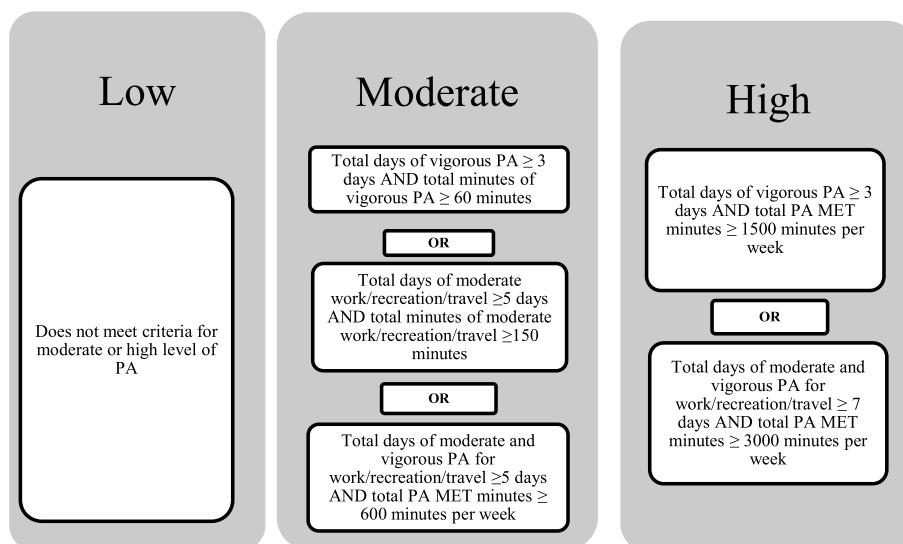 Low
Does not meet criteria for
moderate or high level of
PA
Moderate
Total days of vigorous PA ≥ 3
days AND total minutes of
vigorous PA ≥ 60 minutes
OR
Total days of moderate
work/recreation/travel ≥5 days
AND total minutes of moderate
work/recreation/travel ≥150
minutes
OR
Total days of moderate and
vigorous PA for
work/recreation/travel ≥5 days
AND total PA MET minutes ≥
600 minutes per week
High
Total days of vigorous PA ≥ 3
days AND total PA MET
minutes ≥ 1500 minutes per
week
OR
Total days of moderate and
vigorous PA for
work/recreation/travel ≥ 7
days AND total PA MET
minutes ≥ 3000 minutes per
week